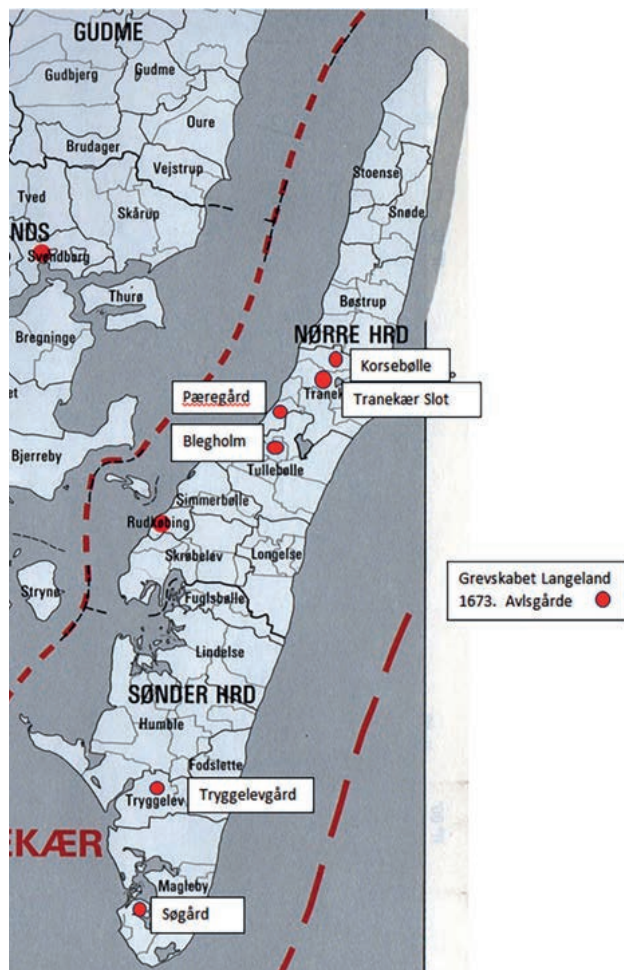 GUDME
Gudbjerg
Gudme
Oure
Brudager
Vejstrup
Tved
Skårup
NDS
Svendborg
Thurø
Bregninge
Bjerreby
Stryne
Stoense
Snøde
Bøstrup
NØRRE HRD
Korsebølle
Tranekær Slot
Pæregård
Blegholm
Tullebølle
Simmerbølle
Rudkøbing
Skrøbelev
Longelse
Fuglsbølle
Lindelse
SØNDER HRD
Humble
Fodslette
Tryggelev
Tryggelevgård
EKÆR
Magleby
Søgård
Grevskabet Langeland
1673. Avlsgårde